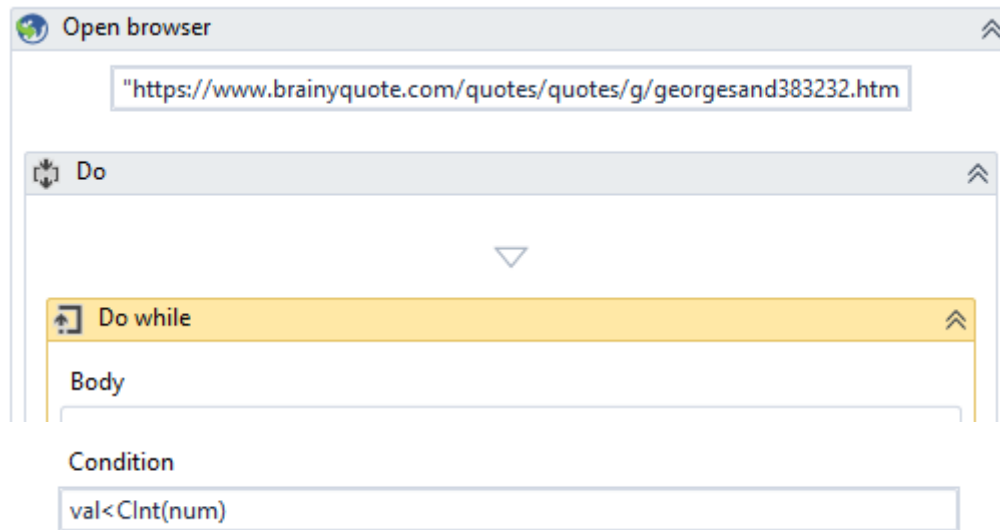 Open browser
"https://www.brainyquote.com/quotes/quotes/g/georgesand383232.htm
Do
Do while
Body
Condition
val<CInt(num)